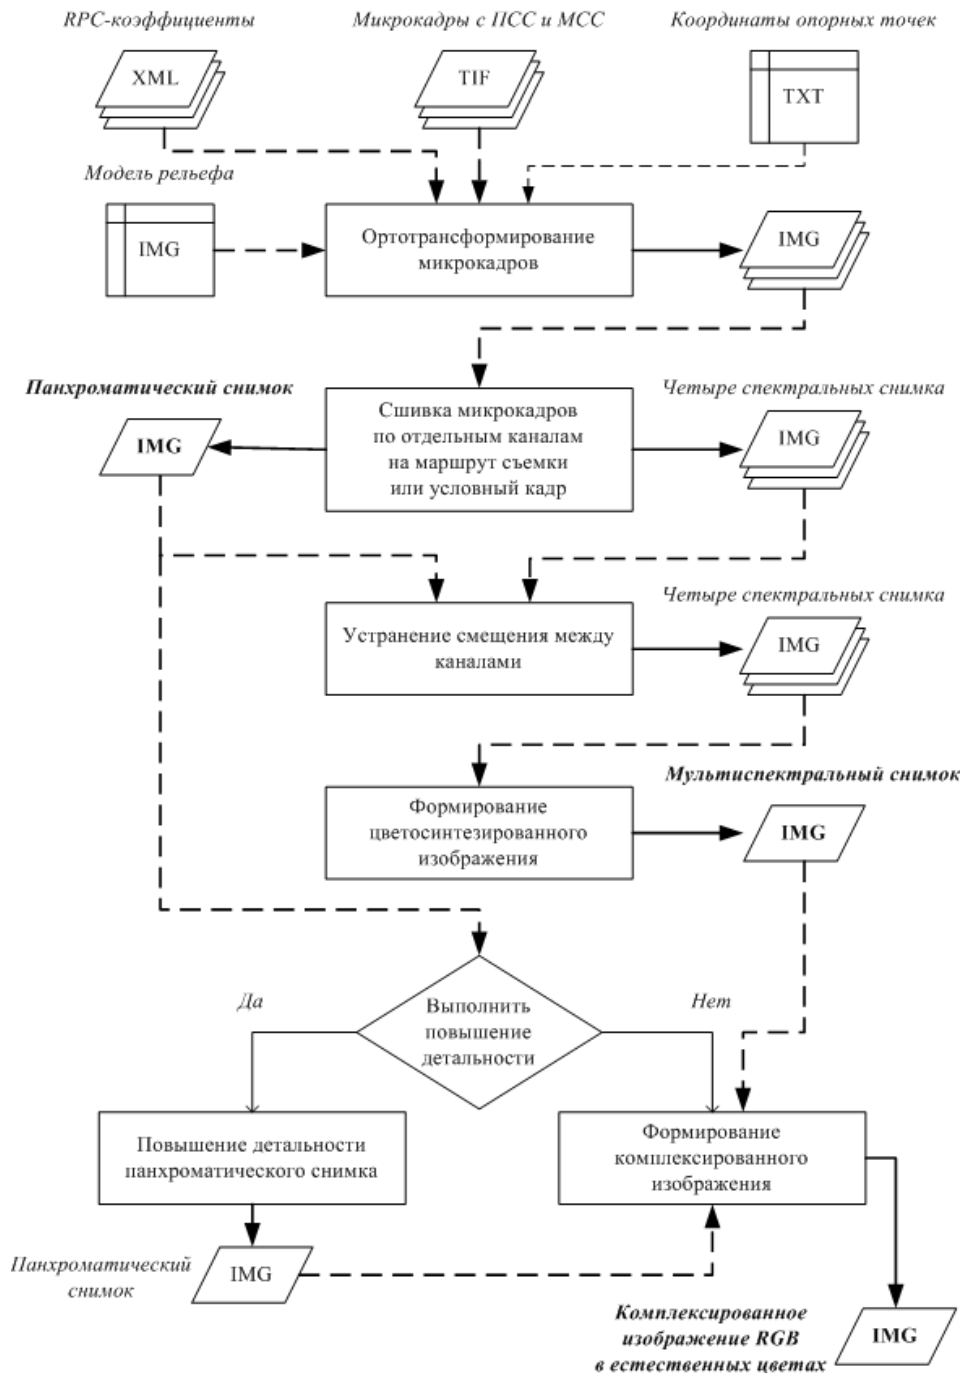 RPC-коэффициенты
Микрокадры с ПСС и МСС
Координаты опорных точек
XML
TIF
TXT
Модель рельефа
IMG
Ортотрансформирование
микрокадров
IMG
Панхроматический снимок
Четыре спектральных снимка
IMG
Сшивка микрокадров
по отдельным каналам
на маршрут съемки
или условный кадр
IMG
Четыре спектральных снимка
Устранение смещения между
каналами
IMG
Мультиспектральный снимок
Формирование
цветосинтезированного
изображения
IMG
Да
Выполнить
повышение
детальности
Нет
Повышение детальности
панхроматического снимка
Формирование
комплексированного
изображения
Панхроматический
снимок
IMG
Комплексированное
изображение RGB
в естественных цветах
IMG